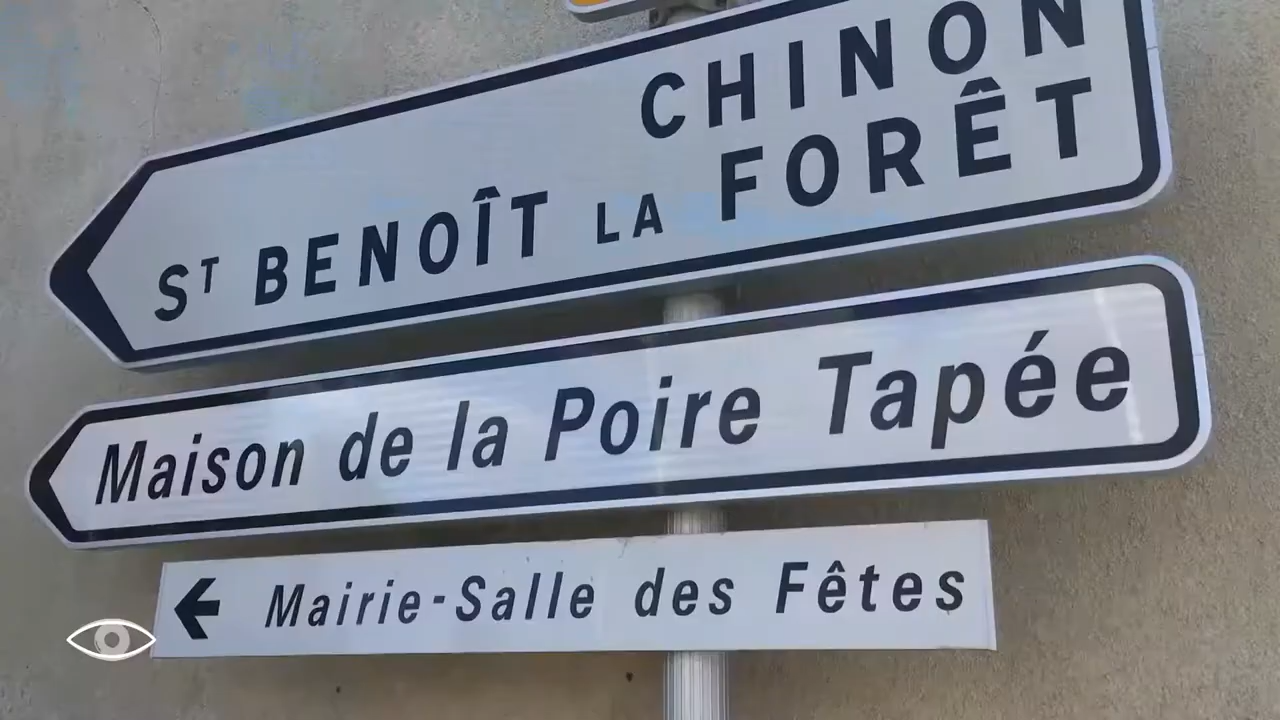 CHINON
ST BENOÎT LA FORÊT
Maison de la Poire Tapée
Mairie-Salle des Fêtes